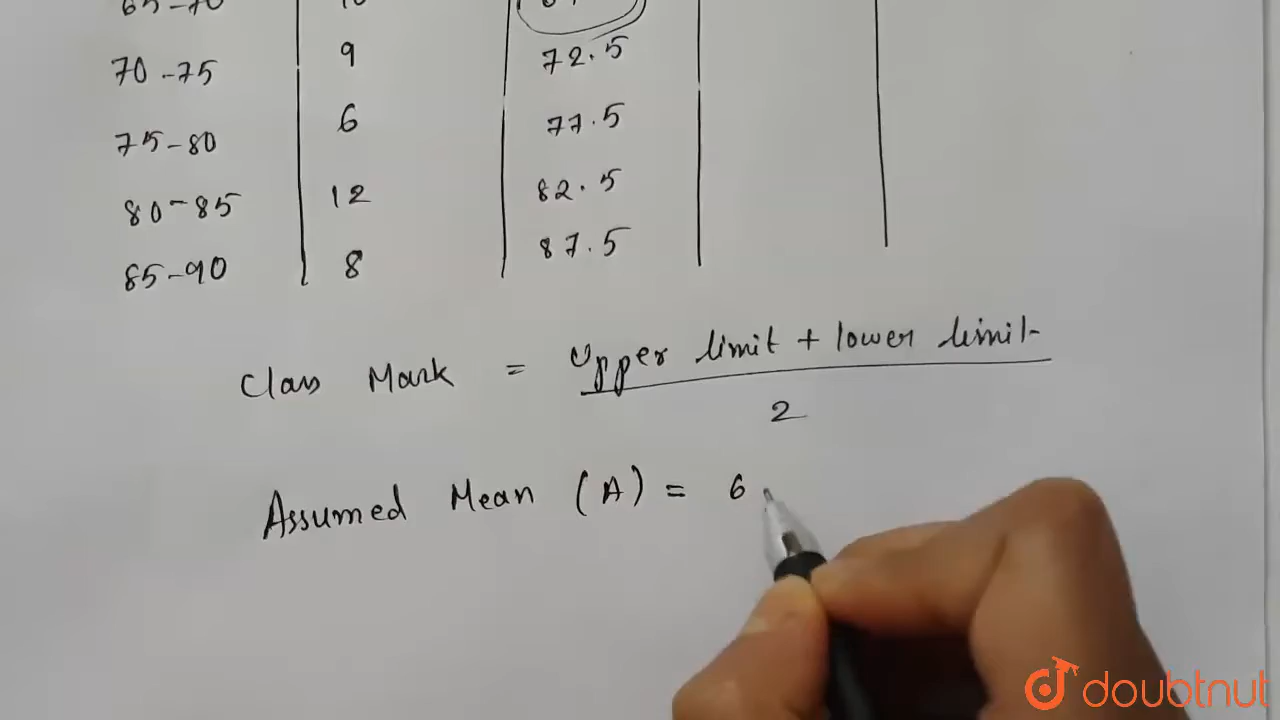 70-75 9 72.5
75-80 6 77.5
80-85 12 82.5
85-90 8 87.5
Class Mark = Upper limit + lower limit
2
Assumed Mean (A) = 6
doubtnut